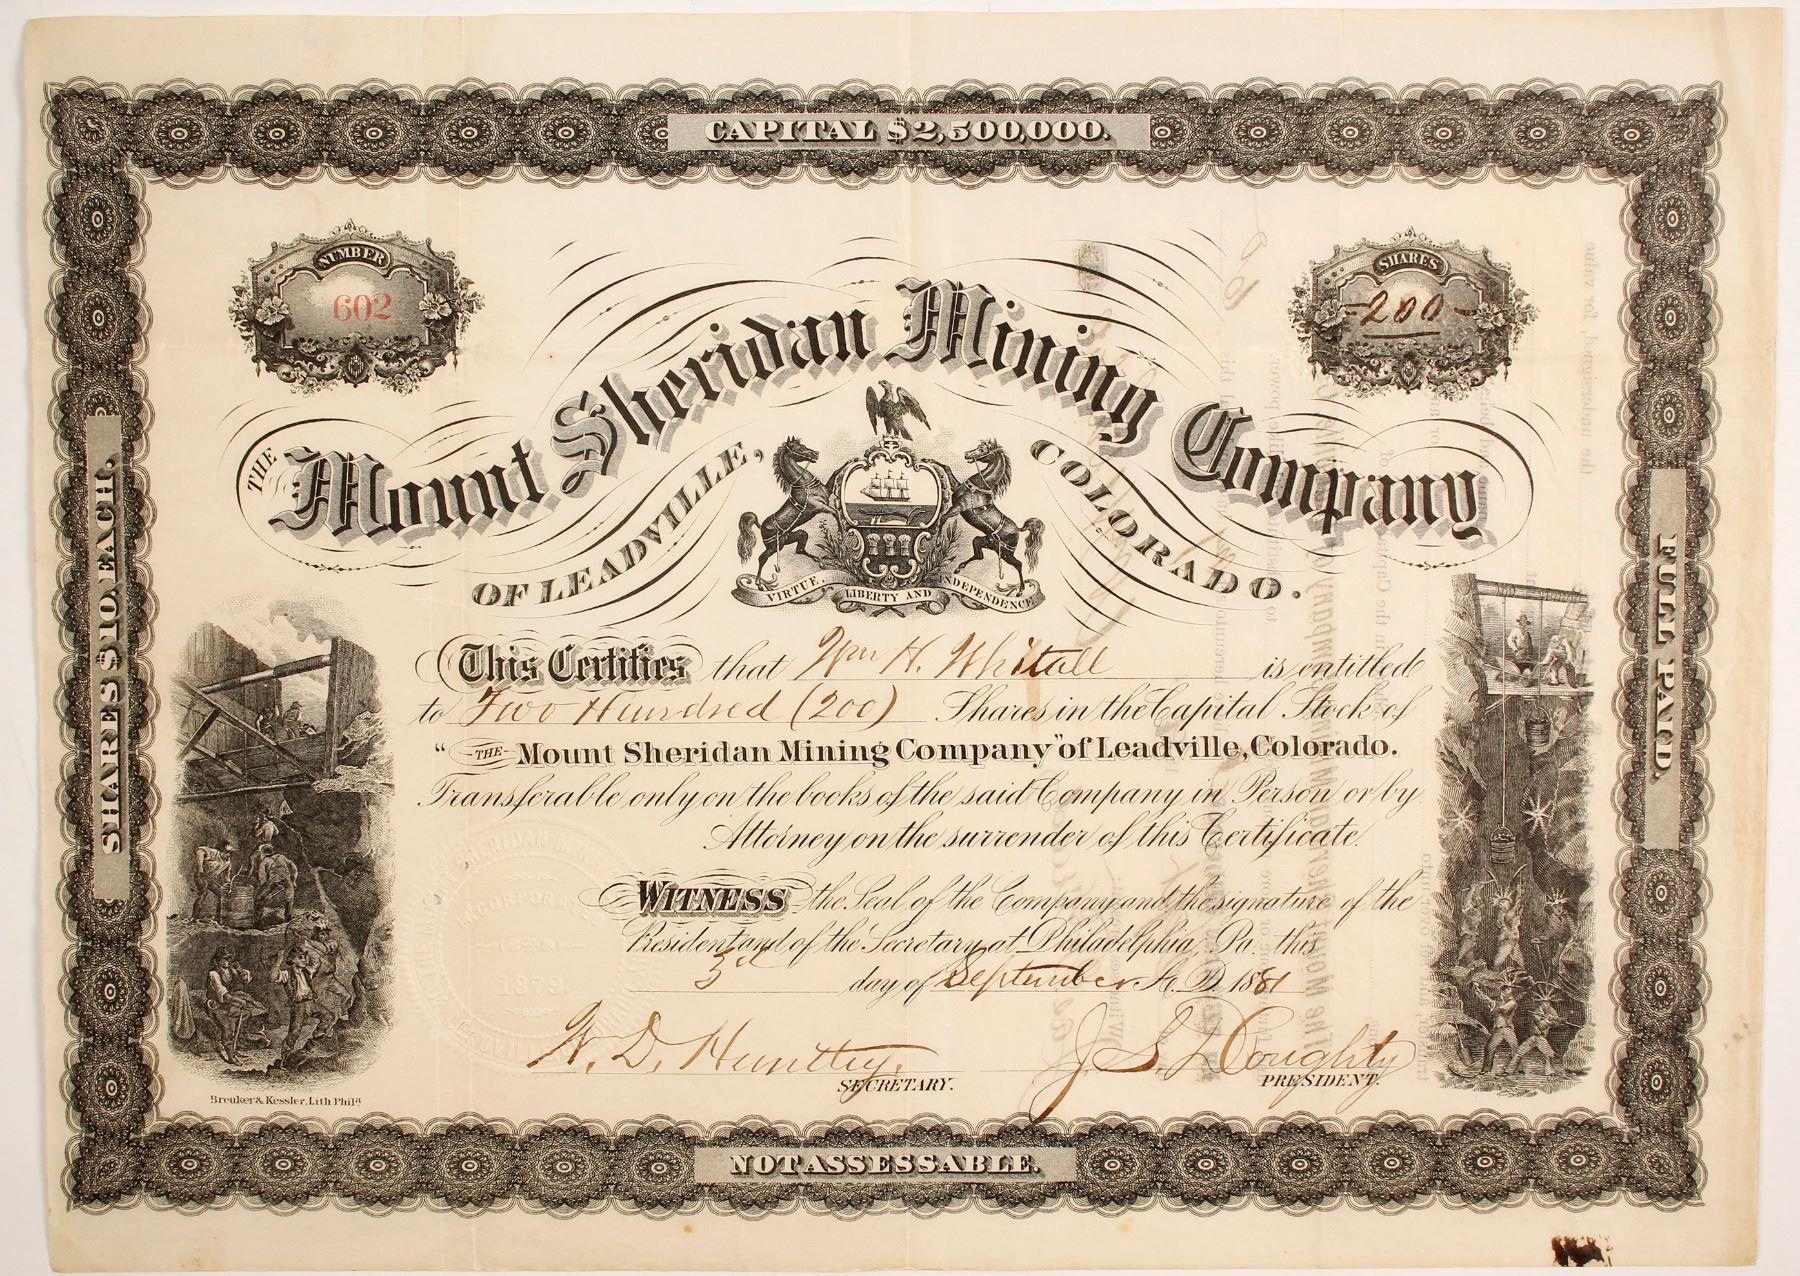 CAPITAL $2,500,000.
NUMBER
602
SHARES
-200-
THE Mount Sheridan Mining Company
OF LEADVILLE, COLORADO.
VIRTUE, LIBERTY AND INDEPENDENCE
This Certifies that Wm H. Whitall is entitled
to Two Hundred (200) Shares in the Capital Stock of
"THE Mount Sheridan Mining Company" of Leadville, Colorado.
Transferable only on the books of the said Company in Person or by
Attorney on the surrender of this Certificate.
WITNESS the Seal of the Company and the signature of the
President and of the Secretary at Philadelphia, Pa. this
3d day of September A.D. 1881
W. D. Huntley,
SECRETARY.
J S Doughty
PRESIDENT.
INCORPORATED
1879.
Breuker & Kessler, Lith Phila
SHARES $10 EACH.
FULL PAID.
NOT ASSESSABLE.